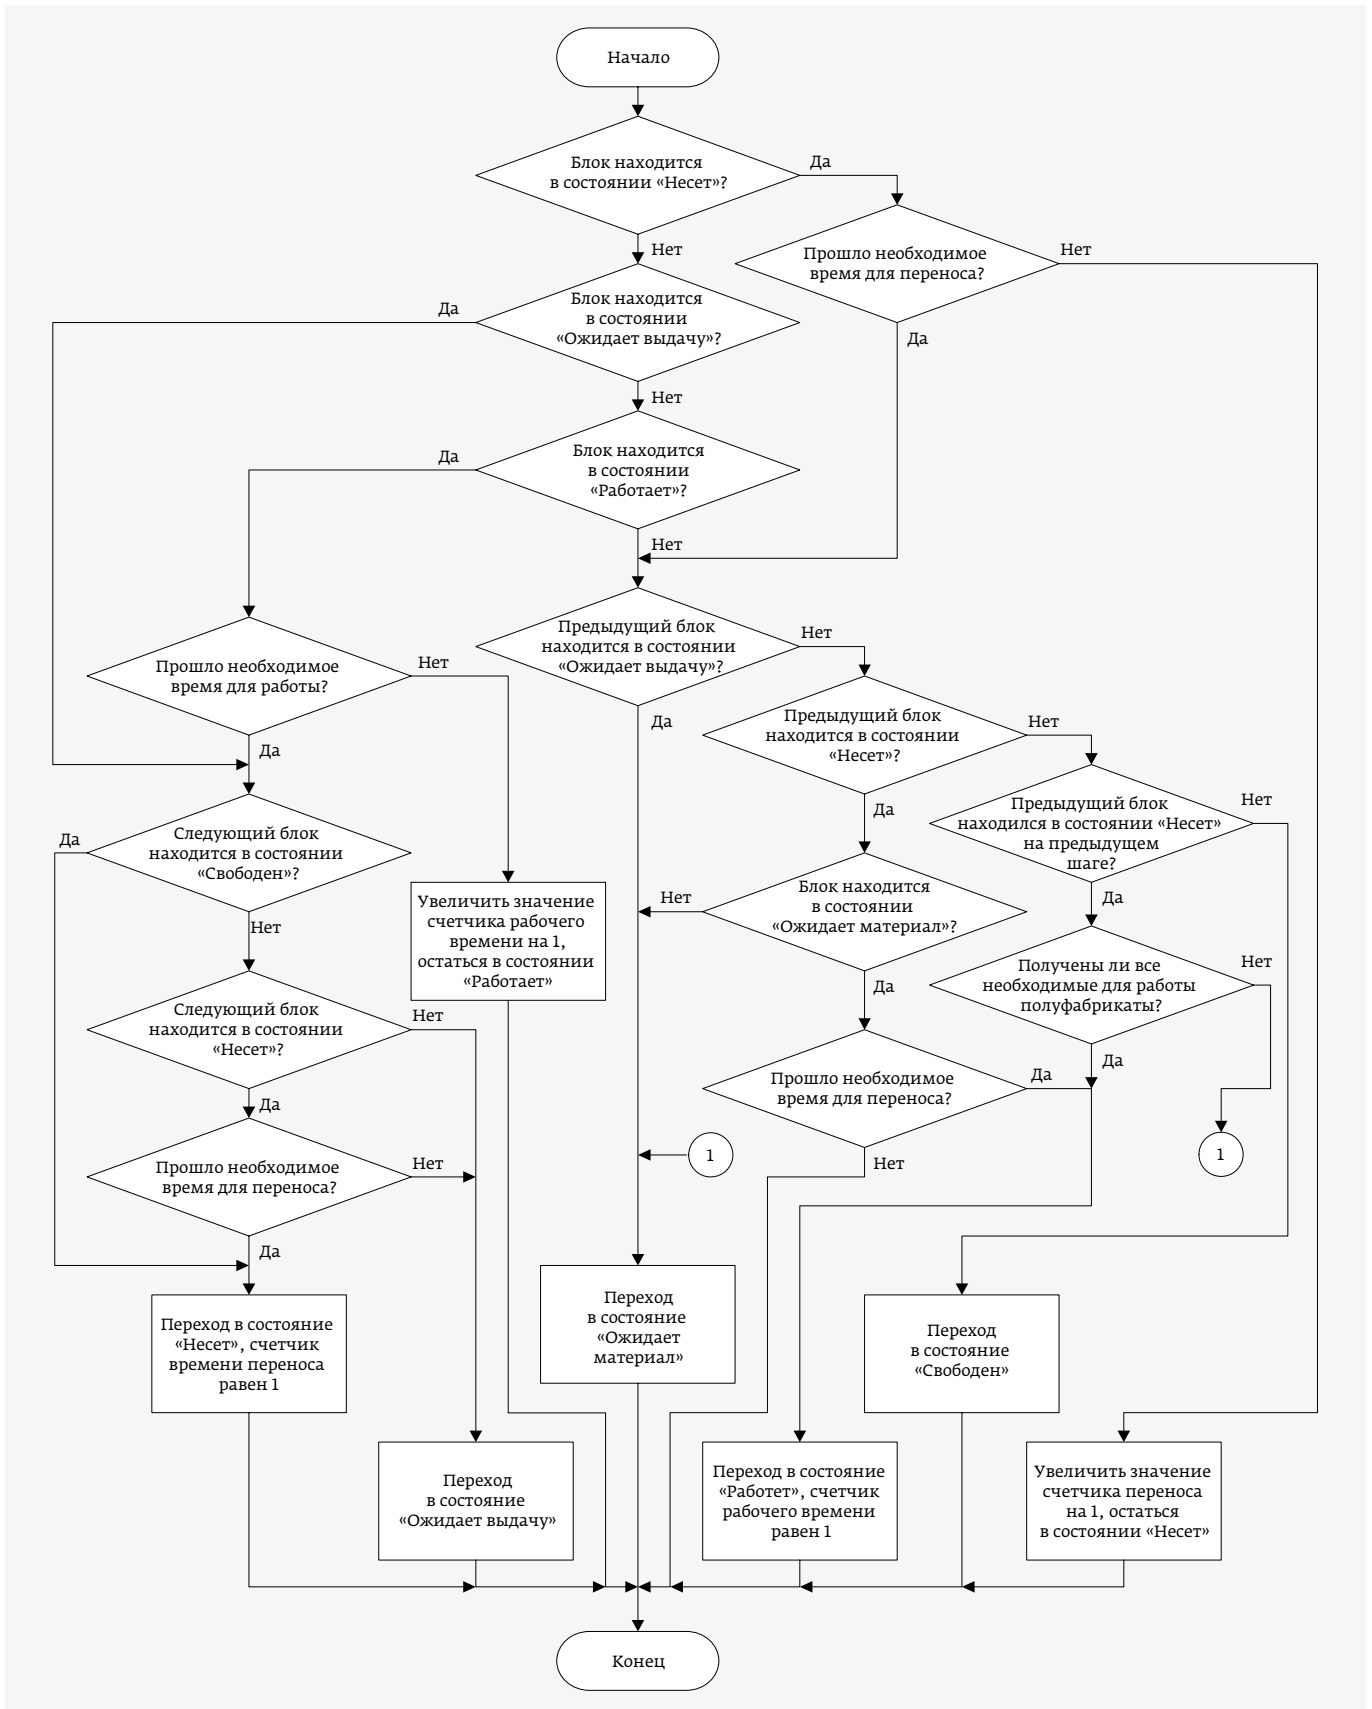 Начало
Блок находится
в состоянии «Несет»?
Да
Нет
Прошло необходимое
время для переноса?
Нет
Да
Блок находится
в состоянии
«Ожидает выдачу»?
Да
Нет
Блок находится
в состоянии
«Работает»?
Да
Нет
Предыдущий блок
находится в состоянии
«Ожидает выдачу»?
Нет
Да
Прошло необходимое
время для работы?
Нет
Да
Предыдущий блок
находится в состоянии
«Несет»?
Нет
Да
Предыдущий блок
находился в состоянии «Несет»
на предыдущем
шаге?
Нет
Да
Следующий блок
находится в состоянии
«Свободен»?
Да
Нет
Увеличить значение
счетчика рабочего
времени на 1,
остаться в состоянии
«Работает»
Блок находится
в состоянии
«Ожидает материал»?
Нет
Да
Получены ли все
необходимые для работы
полуфабрикаты?
Нет
Да
Следующий блок
находится в состоянии
«Несет»?
Нет
Да
Прошло необходимое
время для переноса?
Да
Нет
1
1
Прошло необходимое
время для переноса?
Нет
Да
Переход в состояние
«Несет», счетчик
времени переноса
равен 1
Переход
в состояние
«Ожидает
материал»
Переход
в состояние
«Свободен»
Переход
в состояние
«Ожидает выдачу»
Переход в состояние
«Работет», счетчик
рабочего времени
равен 1
Увеличить значение
счетчика переноса
на 1, остаться
в состоянии «Несет»
Конец